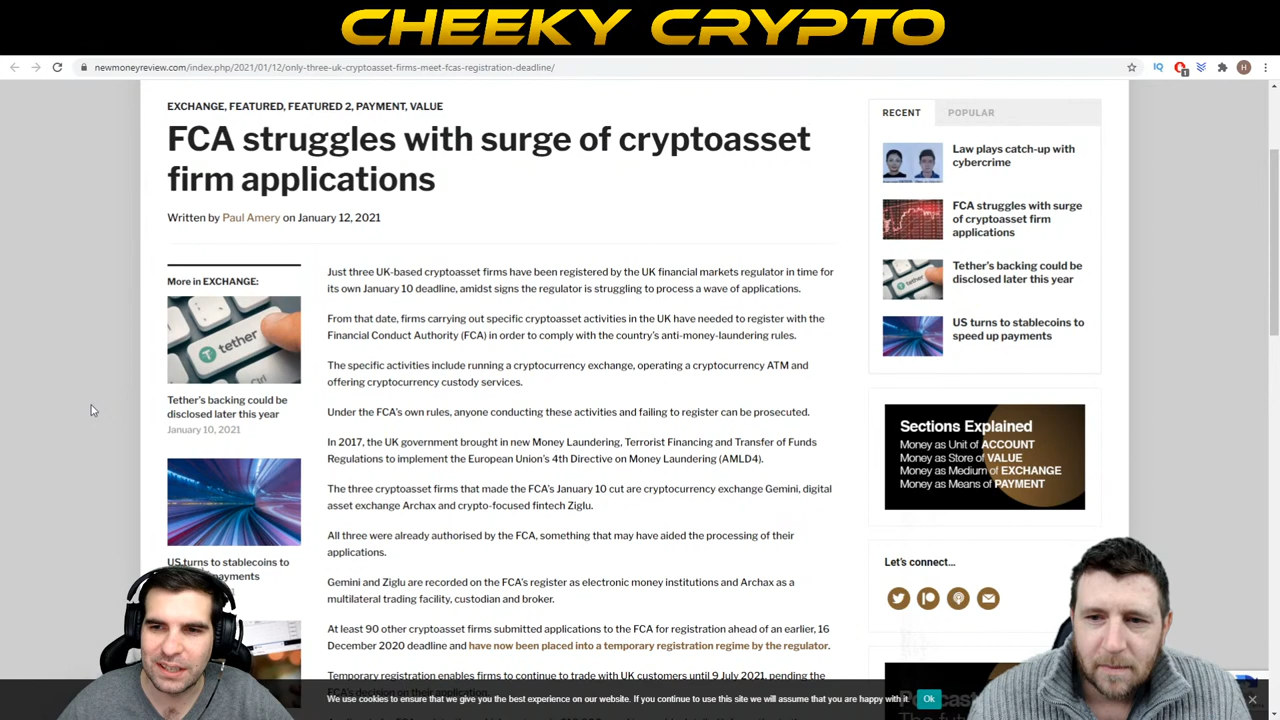 CHEEKY CRYPTO
newmoneyreview.com/index.php/2021/01/12/only-three-uk-cryptoasset-firms-meet-fcas-registration-deadline/
EXCHANGE, FEATURED, FEATURED 2, PAYMENT, VALUE
FCA struggles with surge of cryptoasset
firm applications
Written by Paul Amery on January 12, 2021
More in EXCHANGE:
tether
Ctrl
Tether's backing could be
disclosed later this year
January 10, 2021
US turns to stablecoins to
payments
Just three UK-based cryptoasset firms have been registered by the UK financial markets regulator in time for
its own January 10 deadline, amidst signs the regulator is struggling to process a wave of applications.
From that date, firms carrying out specific cryptoasset activities in the UK have needed to register with the
Financial Conduct Authority (FCA) in order to comply with the country's anti-money-laundering rules.
The specific activities include running a cryptocurrency exchange, operating a cryptocurrency ATM and
offering cryptocurrency custody services.
Under the FCA's own rules, anyone conducting these activities and failing to register can be prosecuted.
In 2017, the UK government brought in new Money Laundering, Terrorist Financing and Transfer of Funds
Regulations to implement the European Union's 4th Directive on Money Laundering (AMLD4).
The three cryptoasset firms that made the FCA's January 10 cut are cryptocurrency exchange Gemini, digital
asset exchange Archax and crypto-focused fintech Ziglu.
All three were already authorised by the FCA, something that may have aided the processing of their
applications.
Gemini and Ziglu are recorded on the FCA's register as electronic money institutions and Archax as a
multilateral trading facility, custodian and broker.
At least 90 other cryptoasset firms submitted applications to the FCA for registration ahead of an earlier, 16
December 2020 deadline and have now been placed into a temporary registration regime by the regulator.
Temporary registration enables firms to continue to trade with UK customers until 9 July 2021, pending the
FCA's decision on their application.
We use cookies to ensure that we give you the best experience on our website. If you continue to use this site we will assume that you are happy with it.
Ok
RECENT
POPULAR
Law plays catch-up with
cybercrime
FCA struggles with surge of
cryptoasset firm
applications
Tether's backing could be
disclosed later this year
US turns to stablecoins to
speed up payments
Sections Explained
Money as Unit of ACCOUNT
Money as Store of VALUE
Money as Medium of EXCHANGE
Money as Means of PAYMENT
Let's connect...